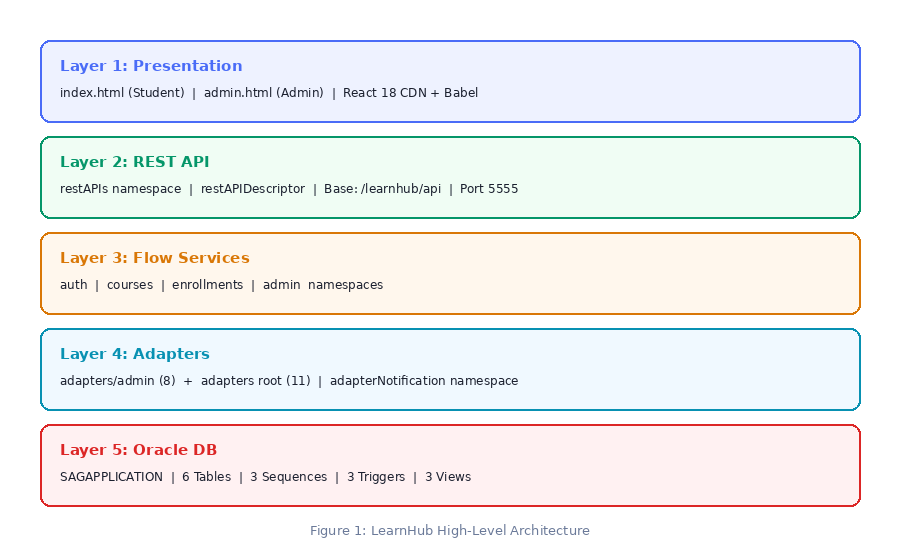 Layer 1: Presentation
index.html (Student) | admin.html (Admin) | React 18 CDN + Babel
Layer 2: REST API
restAPIs namespace | restAPIDescriptor | Base: /learnhub/api | Port 5555
Layer 3: Flow Services
auth | courses | enrollments | admin namespaces
Layer 4: Adapters
adapters/admin (8) + adapters root (11) | adapterNotification namespace
Layer 5: Oracle DB
SAGAPPLICATION | 6 Tables | 3 Sequences | 3 Triggers | 3 Views
Figure 1: LearnHub High-Level Architecture